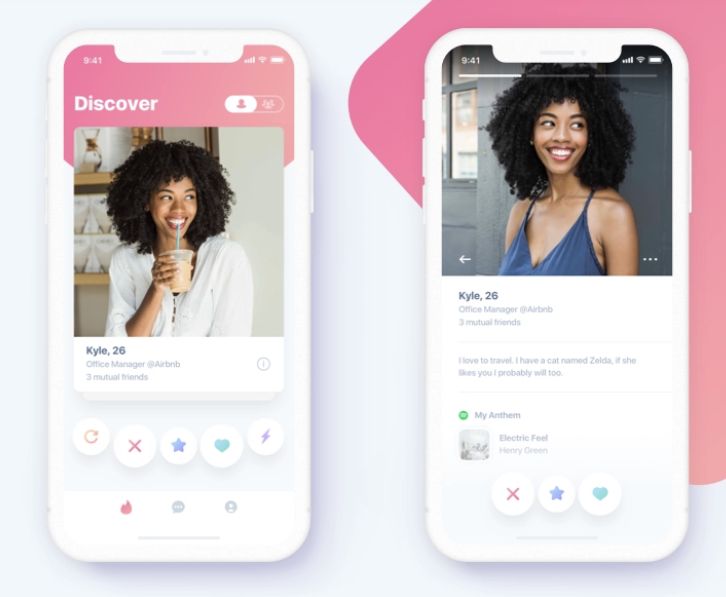 9:41
Discover
Kyle, 26
Office Manager @Airbnb
3 mutual friends
9:41
Kyle, 26
Office Manager @Airbnb
3 mutual friends
I love to travel. I have a cat named Zelda, if she
likes you I probably will too.
My Anthem
Electric Feel
Henry Green